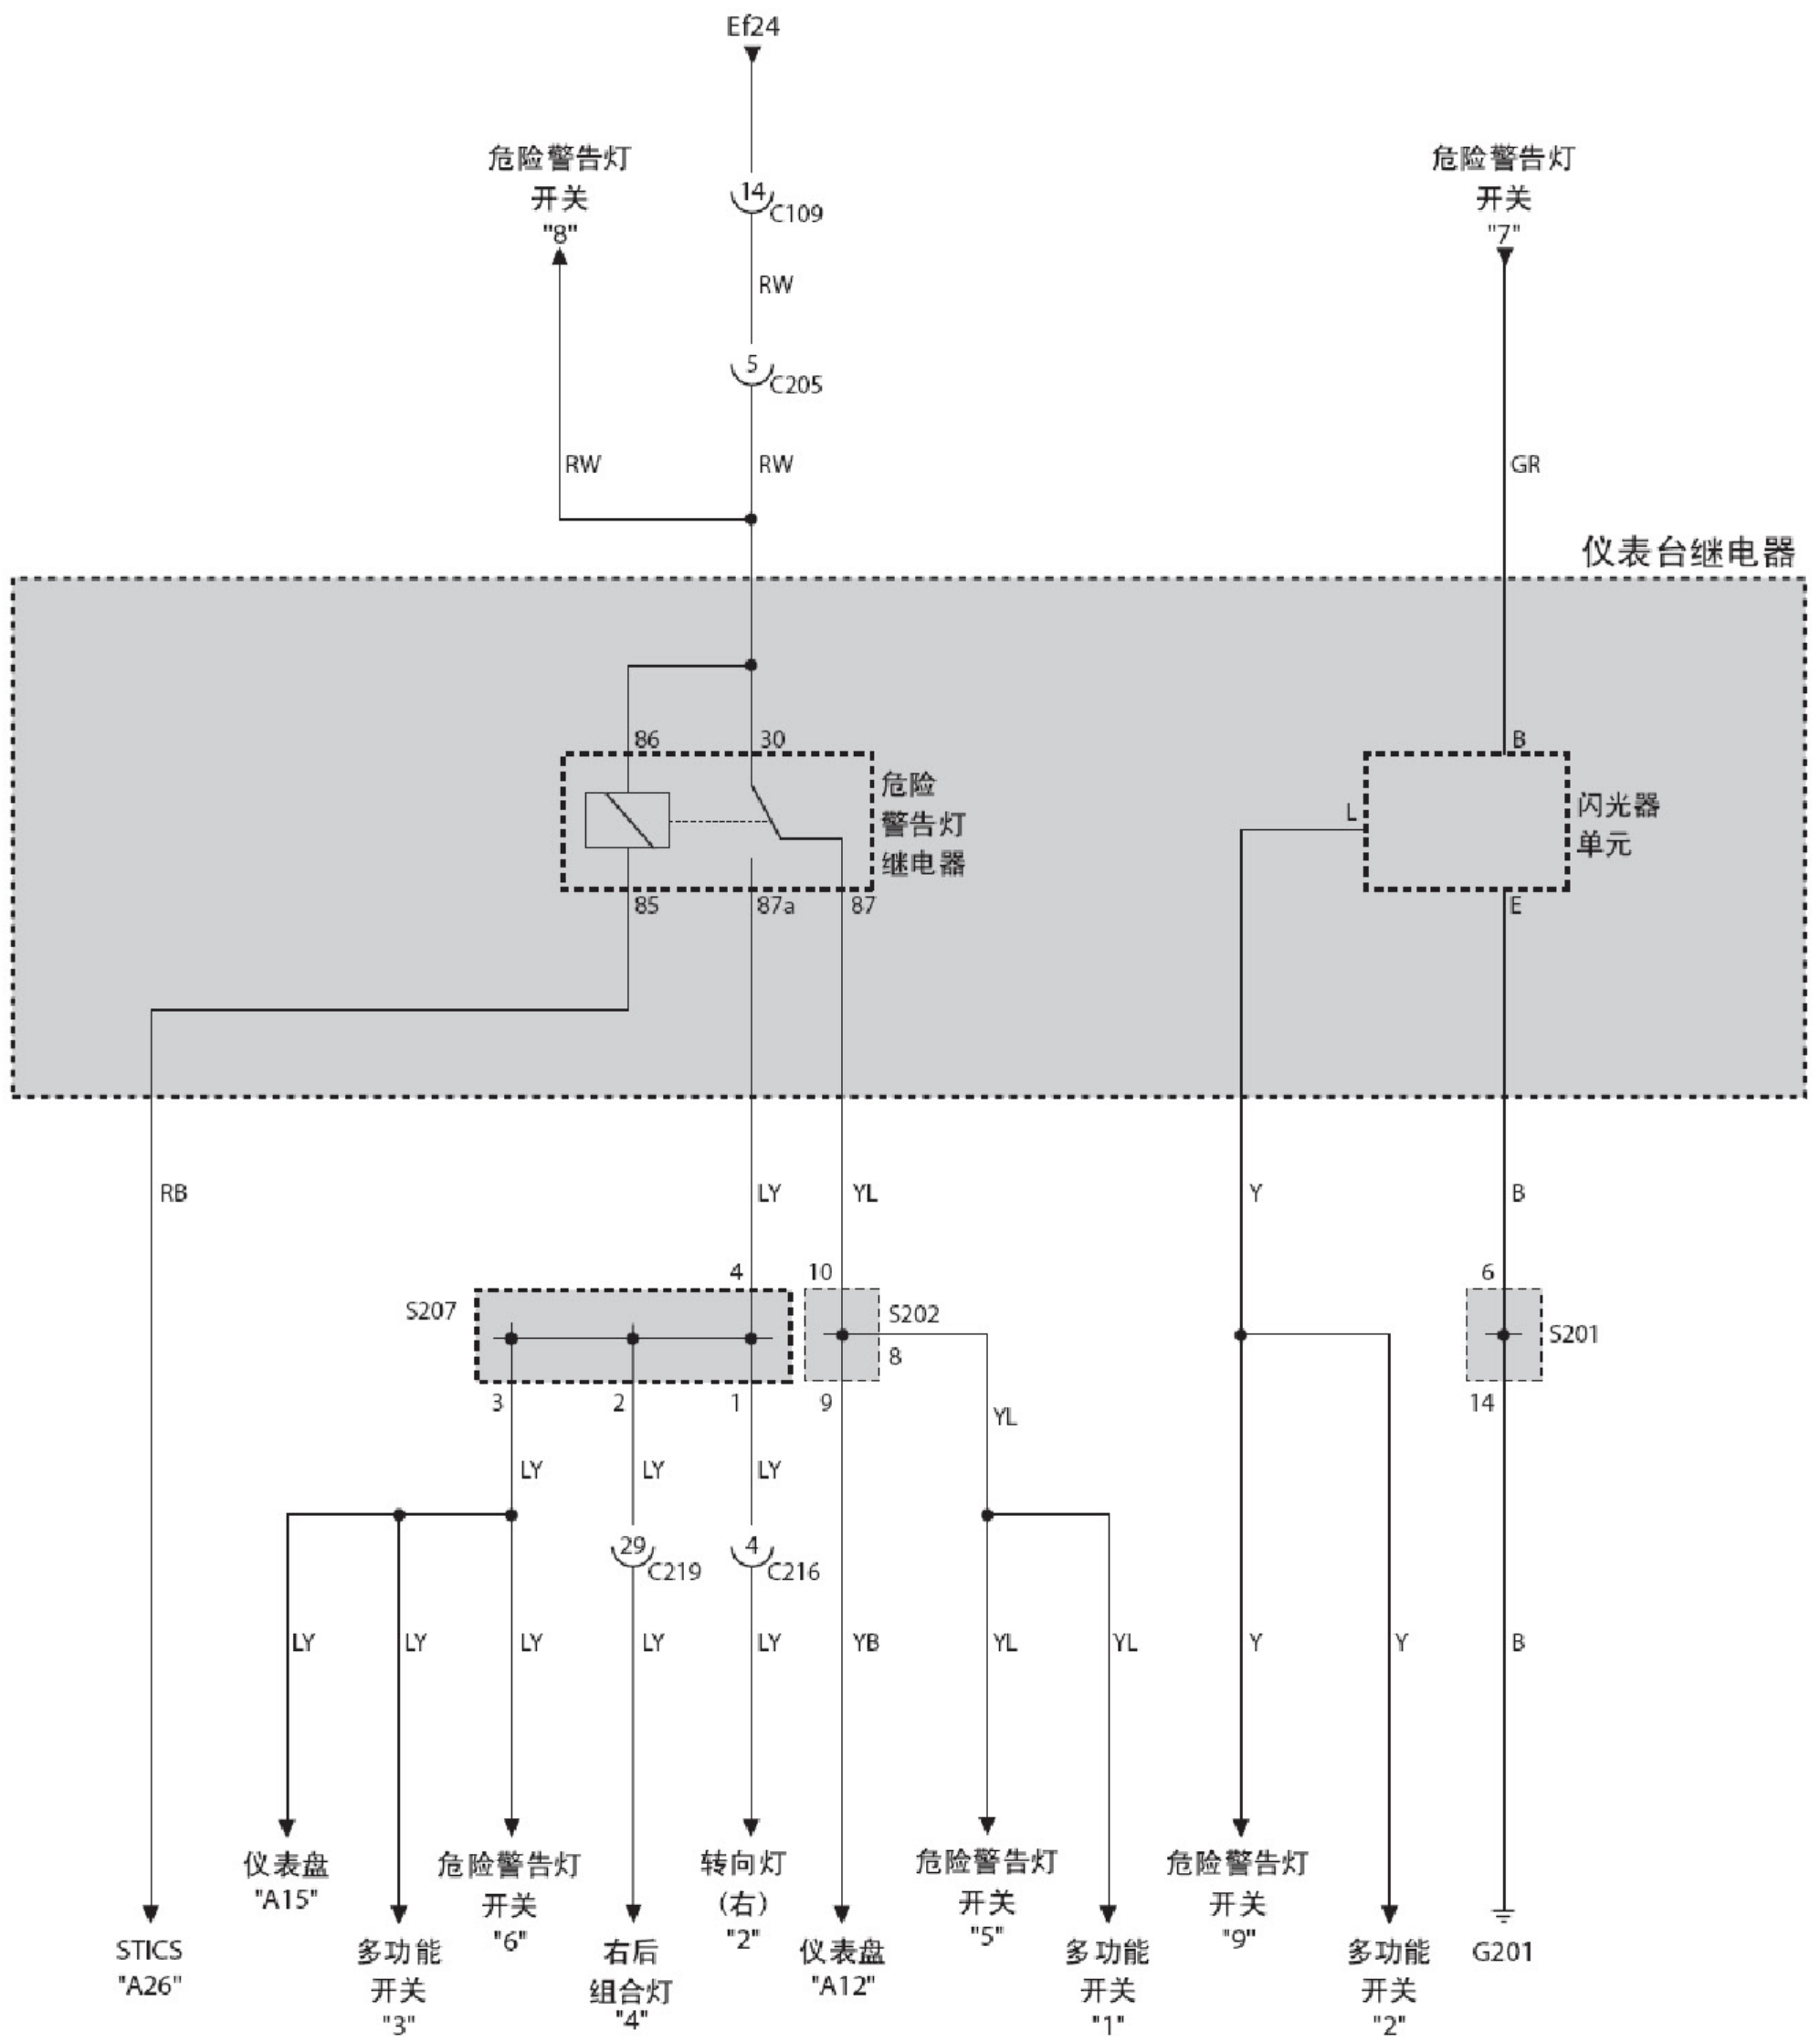 Ef24
危险警告灯
开关
"8"
14
C109
危险警告灯
开关
"7"
RW
5
C205
RW
RW
GR
仪表台继电器
86
30
B
危险
警告灯
继电器
L
闪光器
单元
85
87a
87
E
RB
LY
YL
Y
B
4
10
6
S207
S202
S201
8
3
2
1
9
14
YL
LY
LY
LY
29
C219
4
C216
LY
LY
LY
LY
LY
YB
YL
YL
Y
Y
B
仪表盘
"A15"
危险警告灯
开关
"6"
转向灯
(右)
"2"
危险警告灯
开关
"5"
危险警告灯
开关
"9"
STICS
"A26"
多功能
开关
"3"
右后
组合灯
"4"
仪表盘
"A12"
多功能
开关
"1"
多功能
开关
"2"
G201